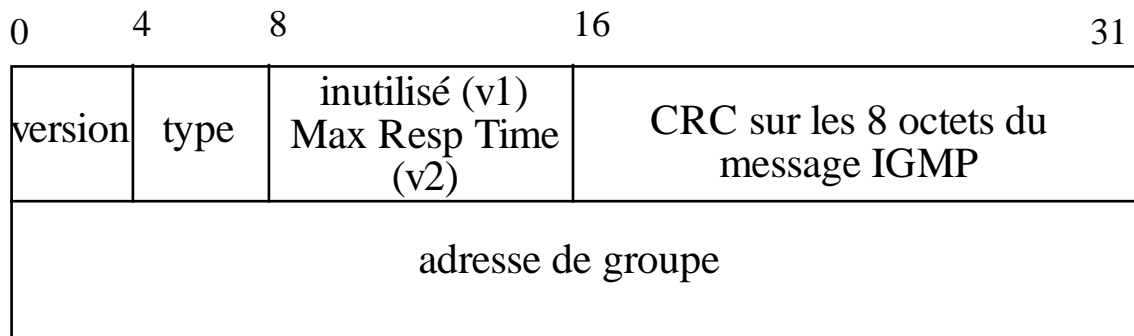 0 4 8 16 31
version
type
inutilisé (v1)
Max Resp Time
(v2)
CRC sur les 8 octets du
message IGMP
adresse de groupe